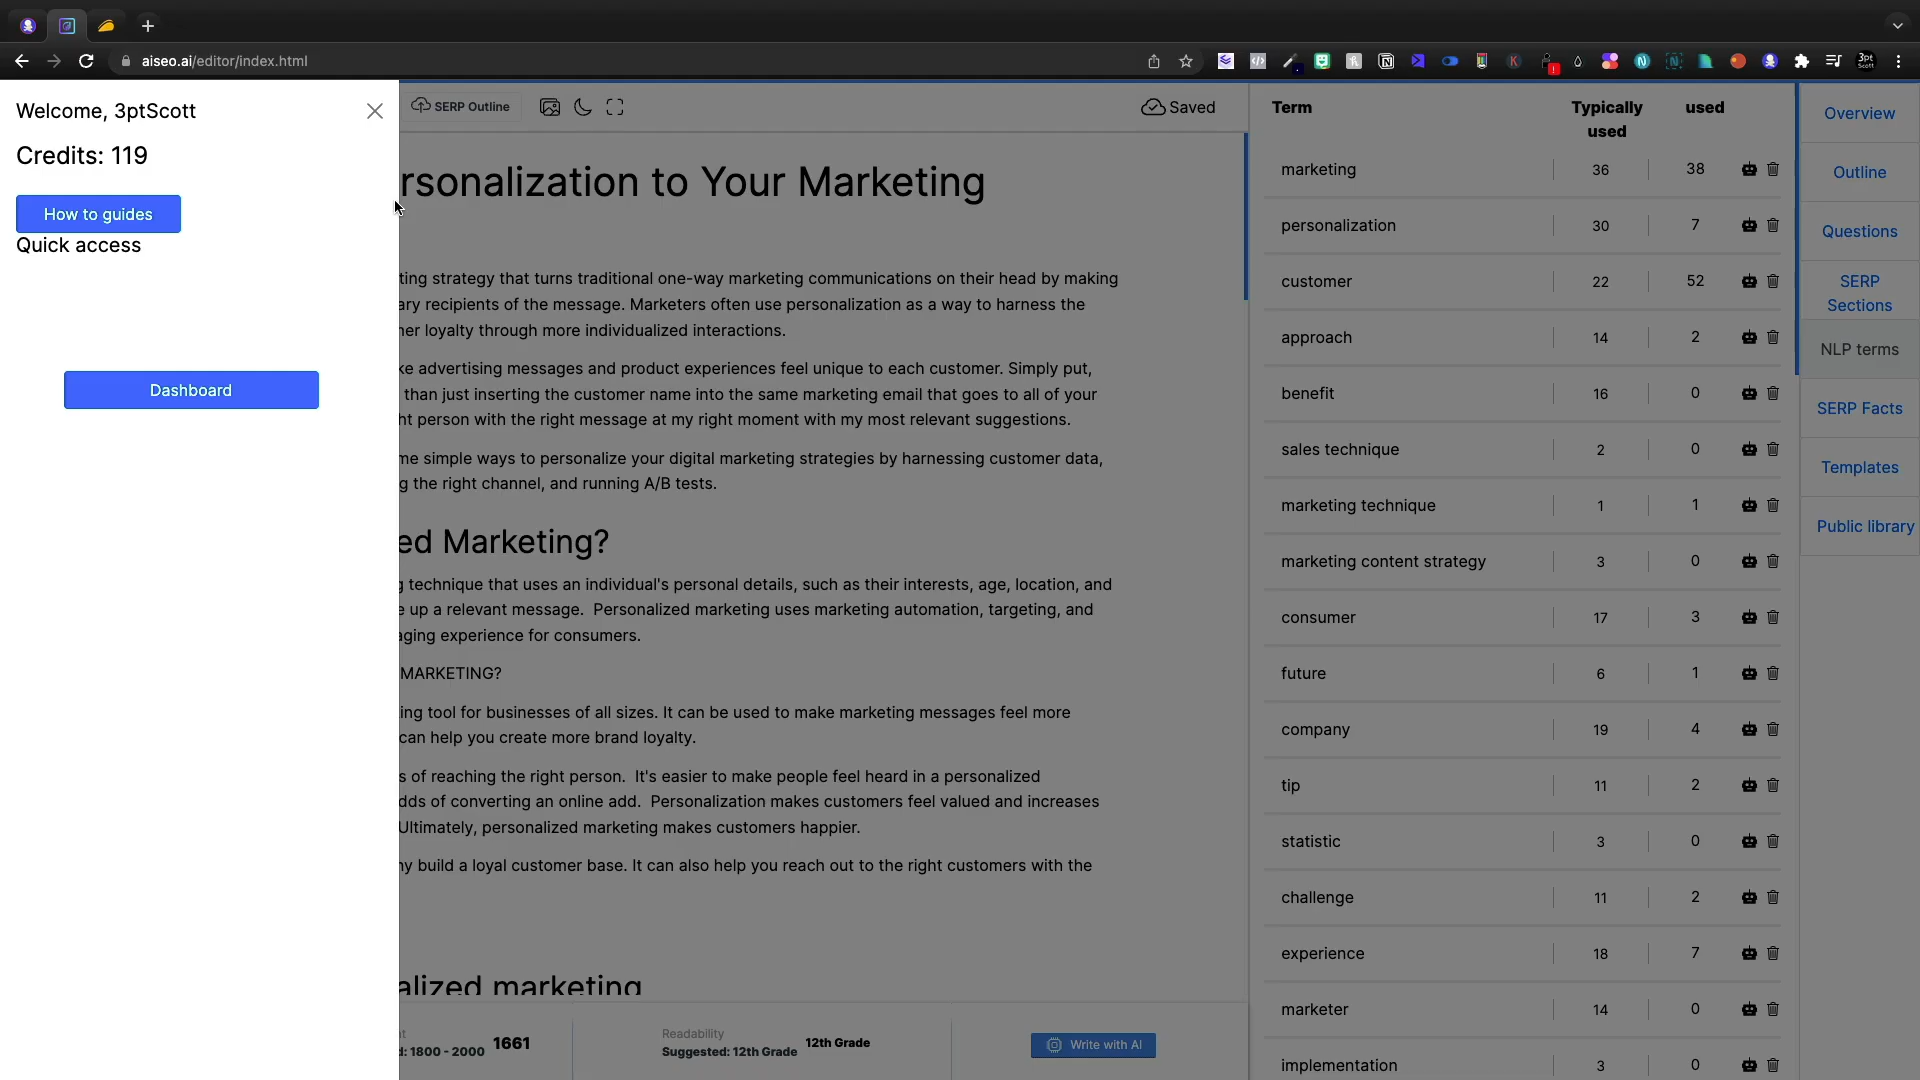 aiseo.ai/editor/index.html
Welcome, 3ptScott
Credits: 119
How to guides
Quick access
Dashboard
SERP Outline
Saved
rsonalization to Your Marketing
ting strategy that turns traditional one-way marketing communications on their head by making
ary recipients of the message. Marketers often use personalization as a way to harness the
ner loyalty through more individualized interactions.
ke advertising messages and product experiences feel unique to each customer. Simply put,
than just inserting the customer name into the same marketing email that goes to all of your
ht person with the right message at my right moment with my most relevant suggestions.
me simple ways to personalize your digital marketing strategies by harnessing customer data,
g the right channel, and running A/B tests.
ed Marketing?
g technique that uses an individual's personal details, such as their interests, age, location, and
e up a relevant message.  Personalized marketing uses marketing automation, targeting, and
aging experience for consumers.
MARKETING?
ing tool for businesses of all sizes. It can be used to make marketing messages feel more
can help you create more brand loyalty.
s of reaching the right person.  It's easier to make people feel heard in a personalized
dds of converting an online add.  Personalization makes customers feel valued and increases
Ultimately, personalized marketing makes customers happier.
ny build a loyal customer base. It can also help you reach out to the right customers with the
alized marketing
t
d: 1800 - 2000 1661
Readability
Suggested: 12th Grade 12th Grade
Write with AI
Term Typically used used
marketing 36 38
personalization 30 7
customer 22 52
approach 14 2
benefit 16 0
sales technique 2 0
marketing technique 1 1
marketing content strategy 3 0
consumer 17 3
future 6 1
company 19 4
tip 11 2
statistic 3 0
challenge 11 2
experience 18 7
marketer 14 0
implementation 3 0
Overview
Outline
Questions
SERP
Sections
NLP terms
SERP Facts
Templates
Public library